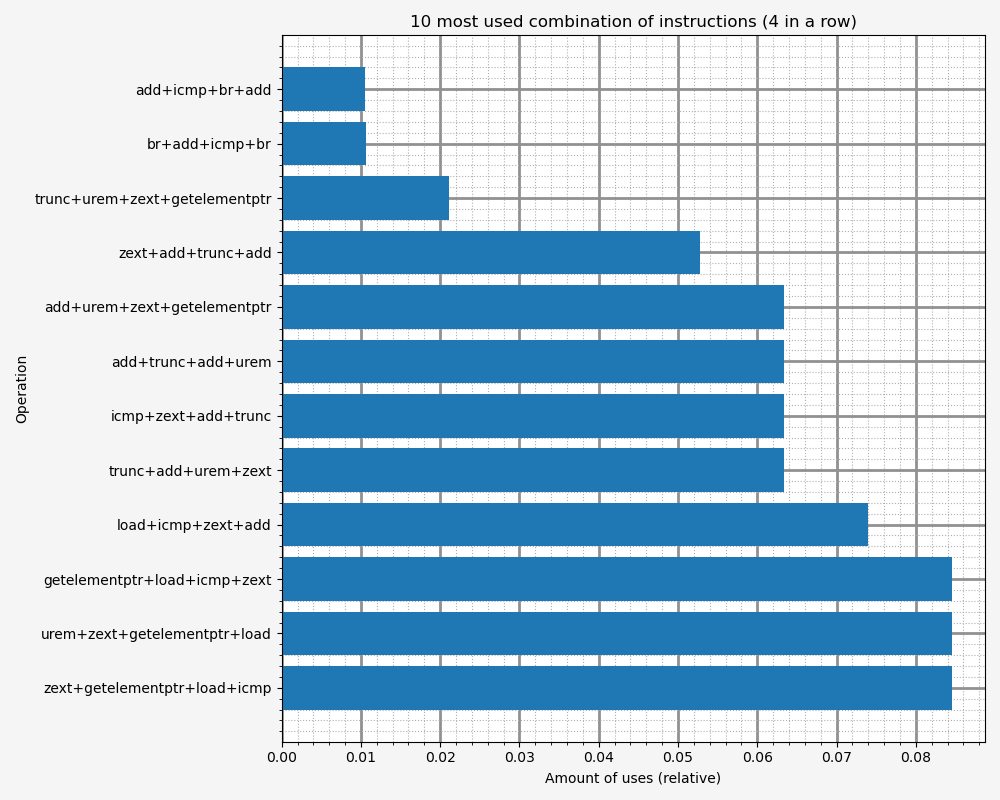 10 most used combination of instructions (4 in a row)
add+icmp+br+add
br+add+icmp+br
trunc+urem+zext+getelementptr
zext+add+trunc+add
add+urem+zext+getelementptr
add+trunc+add+urem
icmp+zext+add+trunc
trunc+add+urem+zext
load+icmp+zext+add
getelementptr+load+icmp+zext
urem+zext+getelementptr+load
zext+getelementptr+load+icmp
Operation
0.00 0.01 0.02 0.03 0.04 0.05 0.06 0.07 0.08
Amount of uses (relative)